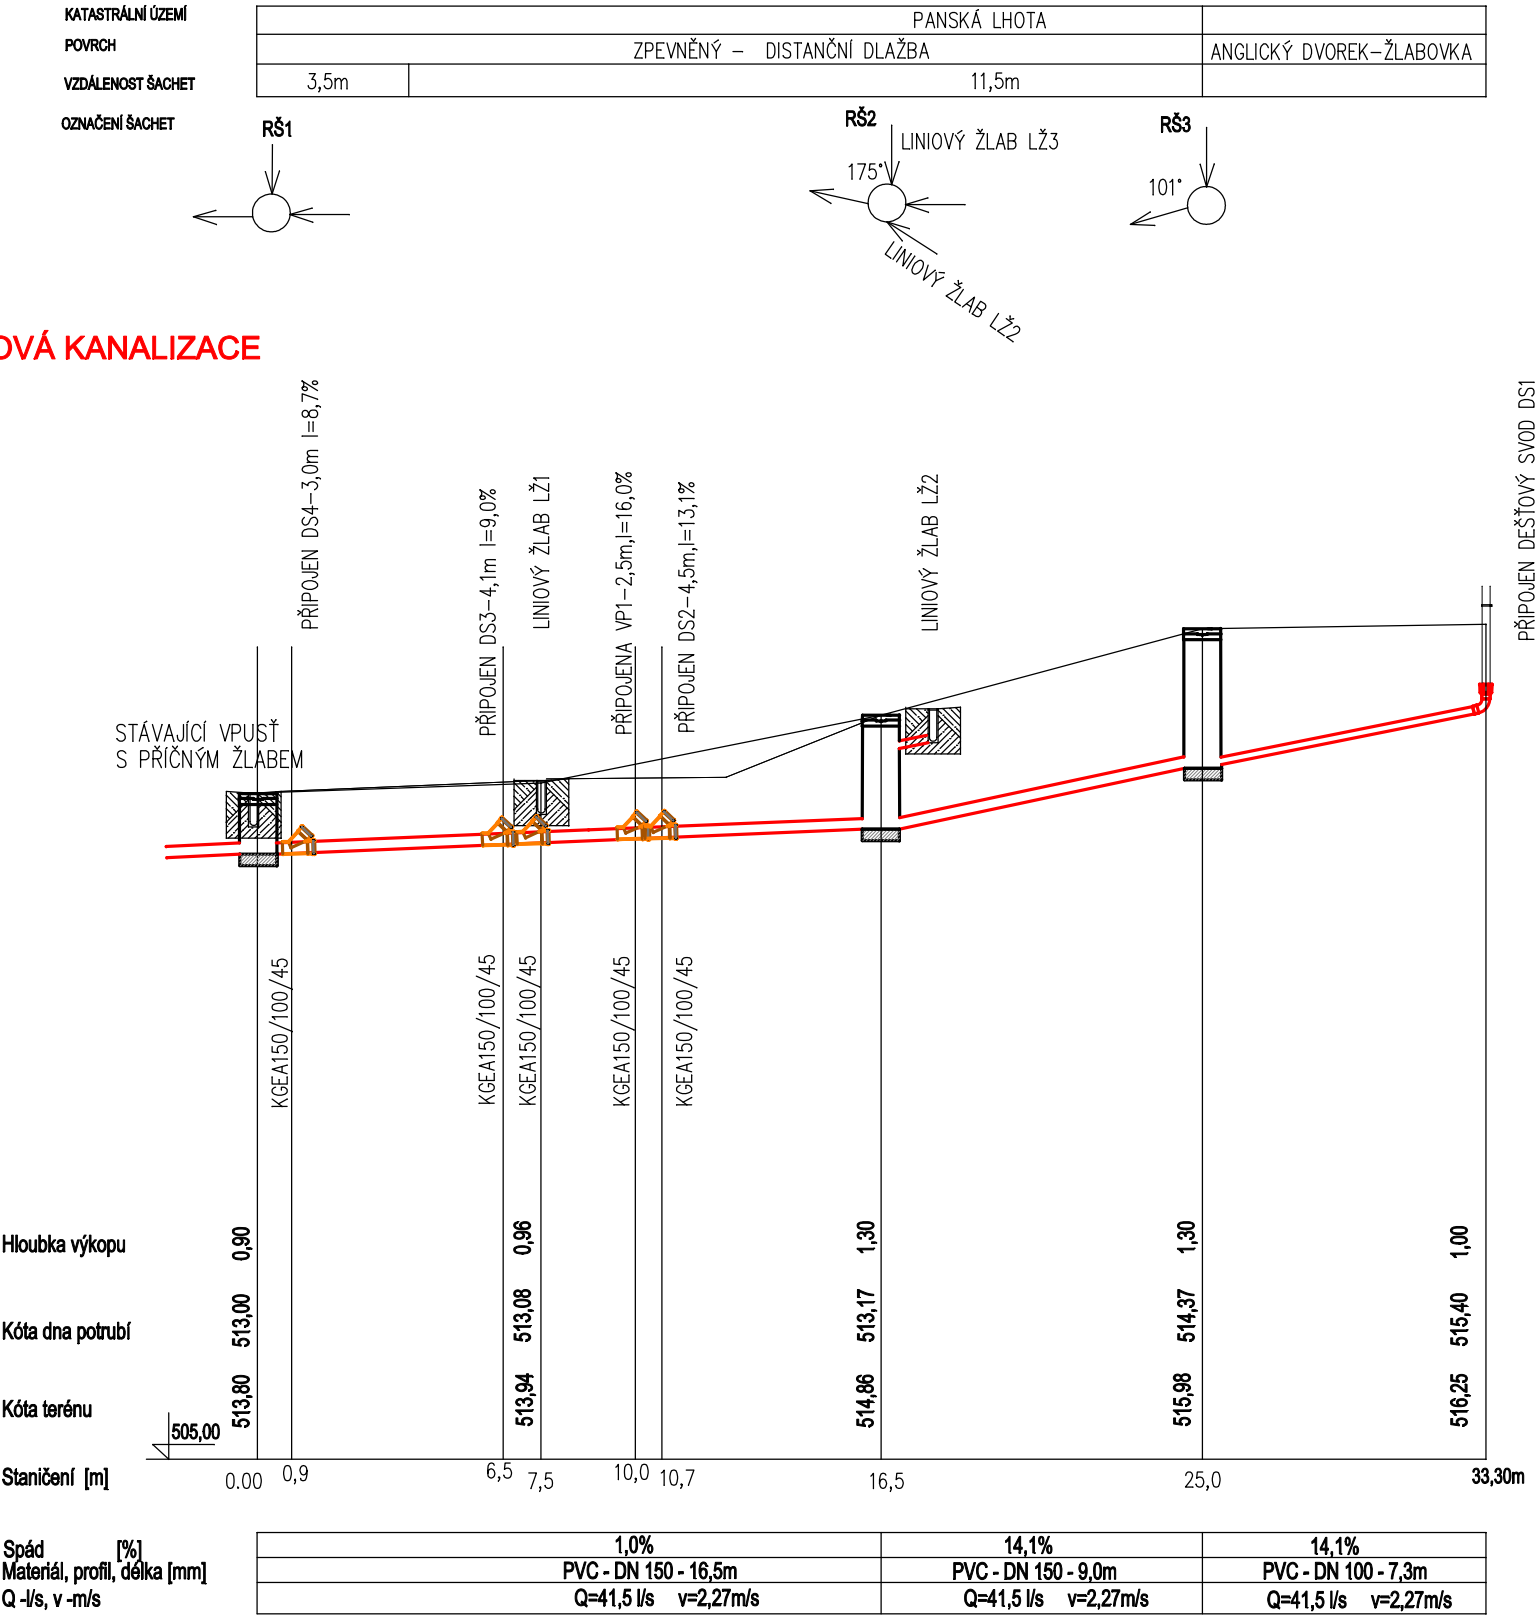 KATASTRÁLNÍ ÚZEMÍ
PANSKÁ LHOTA
POVRCH
ZPEVNĚNÝ – DISTANČNÍ DLAŽBA
ANGLICKÝ DVOREK–ŽLABOVKA
VZDÁLENOST ŠACHET
3,5m
11,5m
OZNAČENÍ ŠACHET
RŠ1
RŠ2
RŠ3
LINIOVÝ ŽLAB LŽ3
175°
101°
LINIOVÝ ŽLAB LŽ2
OVÁ KANALIZACE
PŘIPOJEN DS4–3,0m I=8,7%
PŘIPOJEN DS3–4,1m I=9,0%
LINIOVÝ ŽLAB LŽ1
PŘIPOJENA VP1–2,5m,I=16,0%
PŘIPOJEN DS2–4,5m,I=13,1%
LINIOVÝ ŽLAB LŽ2
PŘIPOJEN DEŠŤOVÝ SVOD DS1
STÁVAJÍCÍ VPUSŤ
S PŘÍČNÝM ŽLABEM
KGEA150/100/45
KGEA150/100/45
KGEA150/100/45
KGEA150/100/45
KGEA150/100/45
Hloubka výkopu
0,90
0,96
1,30
1,30
1,00
Kóta dna potrubí
513,00
513,08
513,17
514,37
515,40
Kóta terénu
513,80
513,94
514,86
515,98
516,25
505,00
Staničení [m]
0.00
0,9
6,5
7,5
10,0
10,7
16,5
25,0
33,30m
Spád [%]
1,0%
14,1%
14,1%
Materiál, profil, délka [mm]
PVC - DN 150 - 16,5m
PVC - DN 150 - 9,0m
PVC - DN 100 - 7,3m
Q -l/s, v -m/s
Q=41,5 l/s v=2,27m/s
Q=41,5 l/s v=2,27m/s
Q=41,5 l/s v=2,27m/s